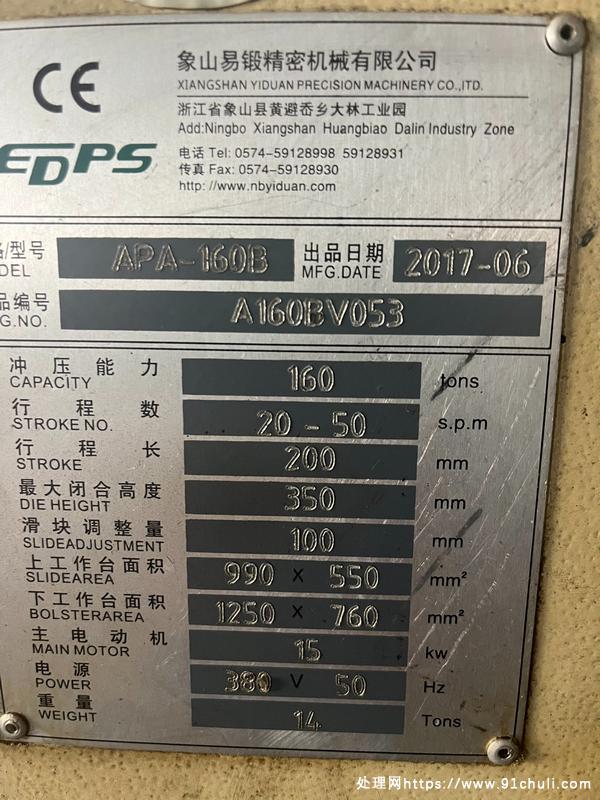 CE
象山易锻精密机械有限公司
XIANGSHAN YIDUAN PRECISION MACHINERY CO.,ITD.
浙江省象山县黄避岙乡大林工业园
Add:Ningbo Xiangshan Huangbiao Dalin Industry Zone
EDPS
电话 Tel: 0574-59128998 59128931
传真 Fax: 0574-59128930
http: //www.nbyiduan.com
格/型号 APA-160B 出品日期 2017-06
DEL MFG.DATE
品编号 A160BV053
G.NO.
冲压能力 160 tons
CAPACITY
行程数 20 - 50 s.p.m
STROKE NO.
行程长 200 mm
STROKE
最大闭合高度 350 mm
DIE HEIGHT
滑块调整量 100 mm
SLIDEADJUSTMENT
上工作台面积 990 x 550 mm²
SLIDEAREA
下工作台面积 1250 x 760 mm²
BOLSTERAREA
主电动机 15 kw
MAIN MOTOR
电源 380 V 50 Hz
POWER
重量 14 Tons
WEIGHT
处理网https://www.91chuli.com